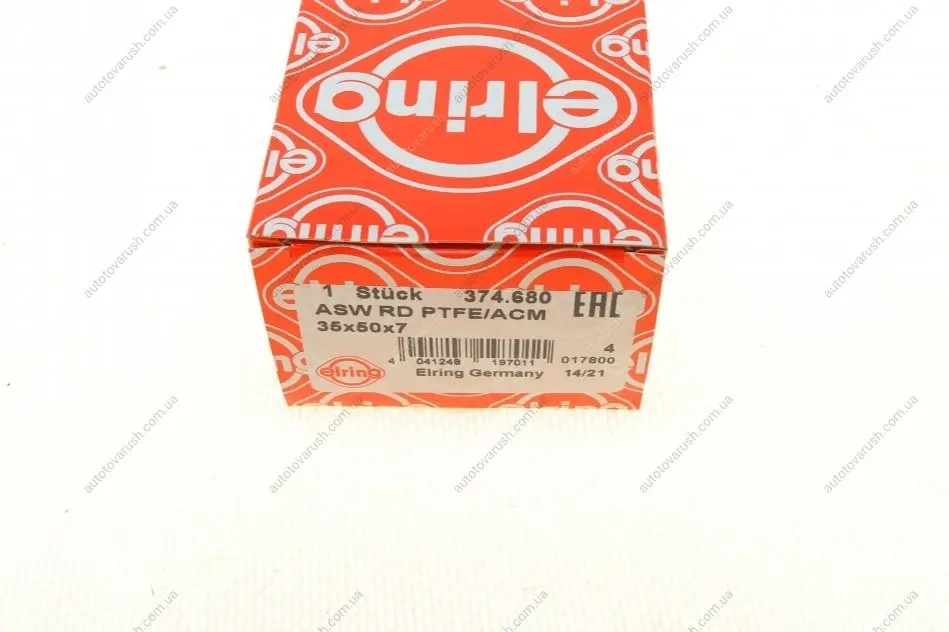 elring
1 Stück 374.680 EAC
ASW RD PTFE/ACM
35x50x7
4
4 041248 197011 017800
elring Elring Germany 14/21
autotovarush.com.ua